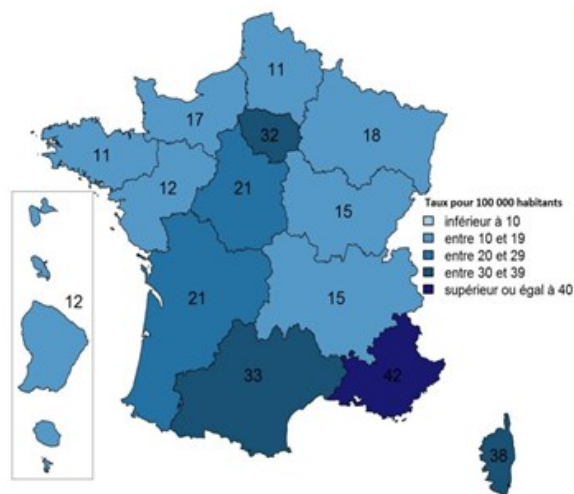 11
17
32
18
11
12
21
15
Taux pour 100 000 habitants
inférieur à 10
entre 10 et 19
entre 20 et 29
entre 30 et 39
supérieur ou égal à 40
12
21
15
33
42
38